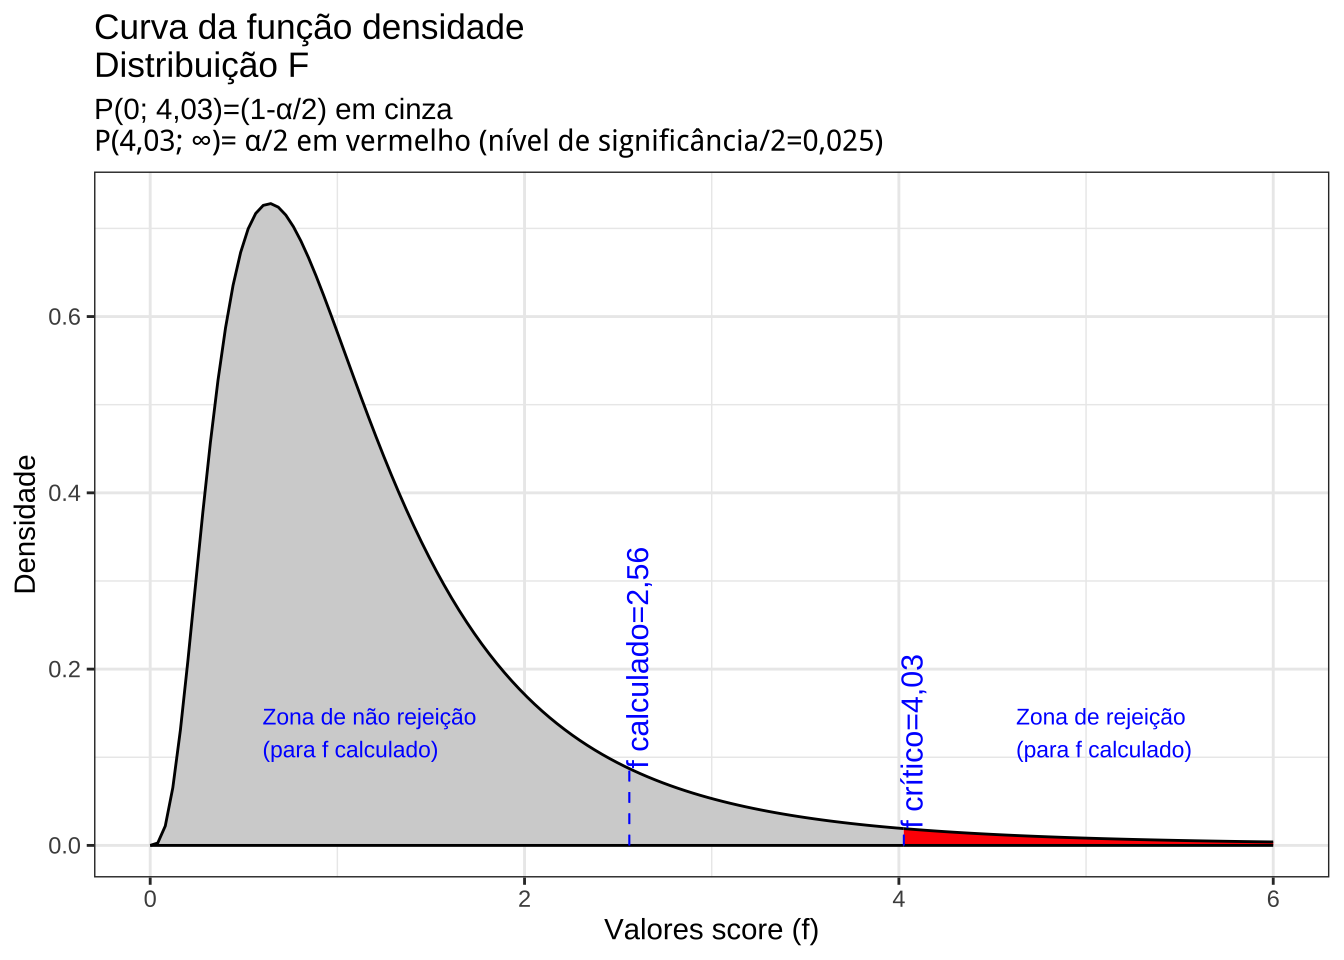 Curva da função densidade
Distribuição F
P(0; 4,03)=(1-α/2) em cinza
P(4,03; ∞)= α/2 em vermelho (nível de significância/2=0,025)
Densidade
0.6
0.4
0.2
0.0
f calculado=2,56
f crítico=4,03
Zona de não rejeição
(para f calculado)
Zona de rejeição
(para f calculado)
0
2
4
6
Valores score (f)